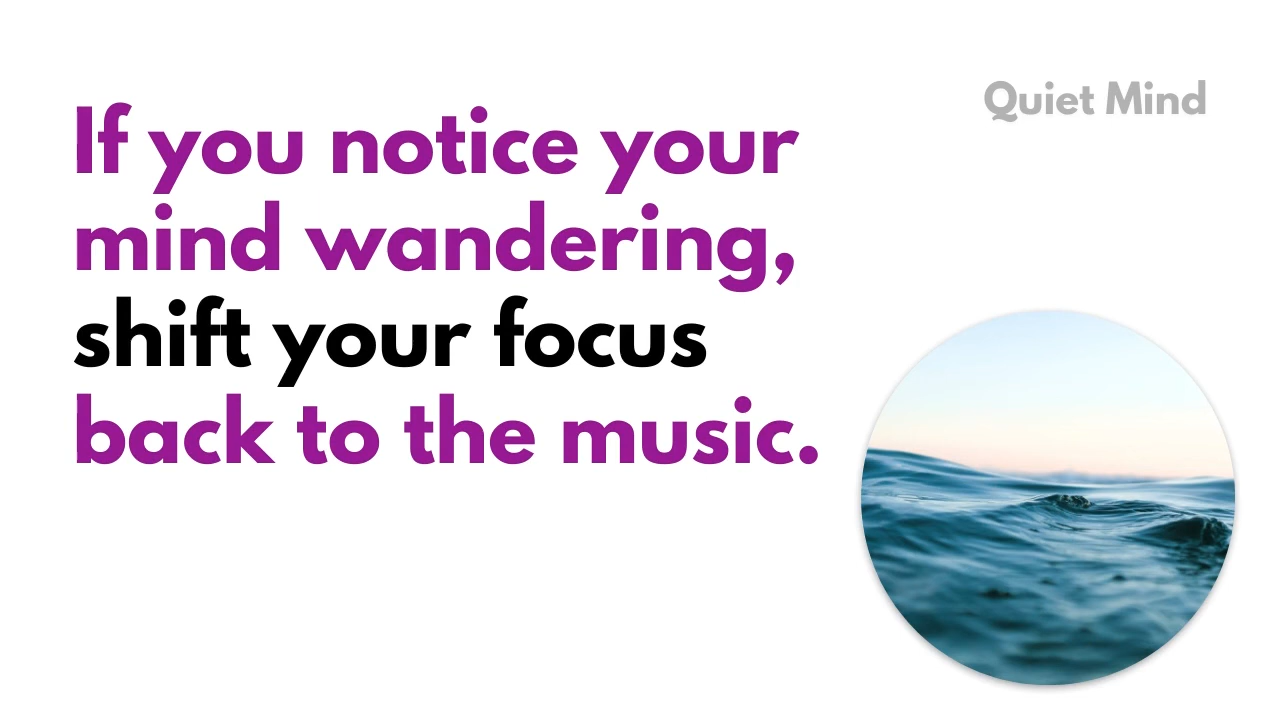 Quiet Mind
If you notice your
mind wandering,
shift your focus
back to the music.